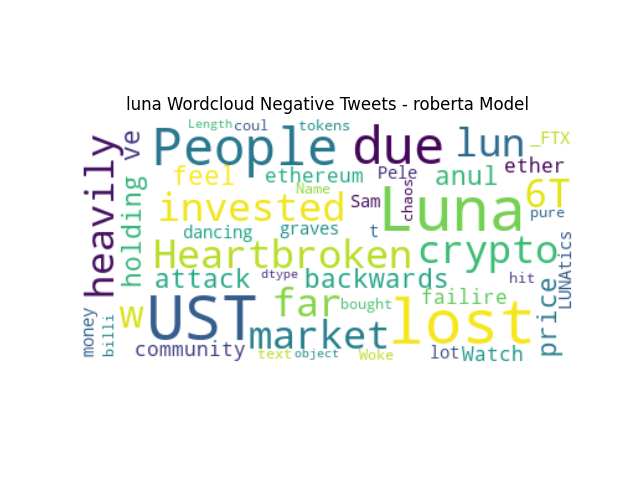 luna Wordcloud Negative Tweets - roberta Model
Length coul tokens
heavily ve People due lun _FTX
feel ethereum Pele anul ether
holding Name 6T
invested Sam chaos Luna pure
dancing graves t
Heartbroken crypto LUNAtics
attack dtype backwards hit
w UST far bought failire price
money billi market lost
community text object Woke lot Watch